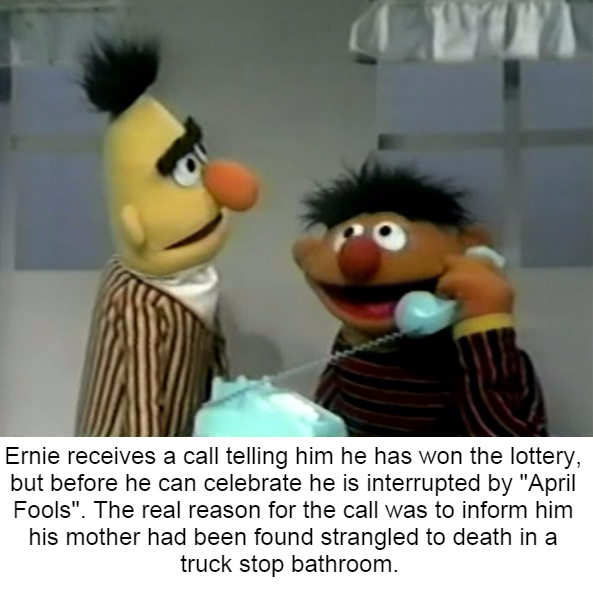 Ernie receives a call telling him he has won the lottery,
but before he can celebrate he is interrupted by "April
Fools". The real reason for the call was to inform him
his mother had been found strangled to death in a
truck stop bathroom.